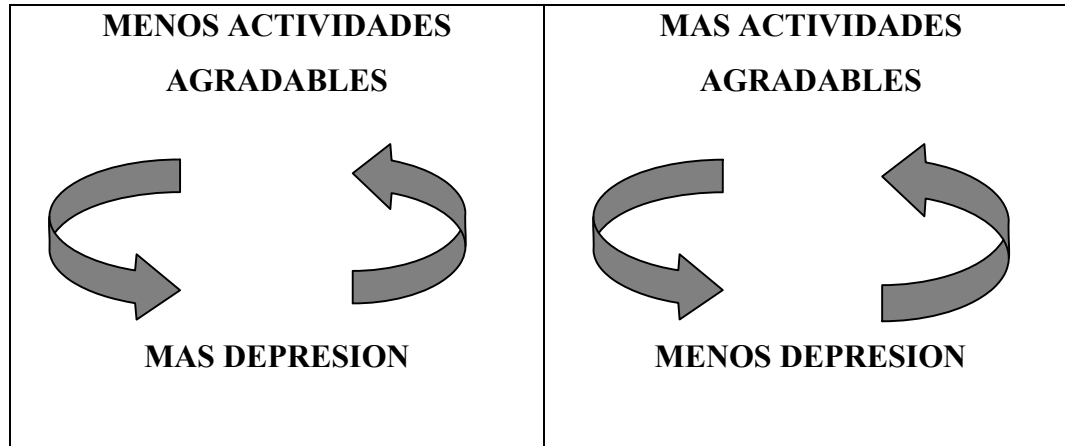 MENOS ACTIVIDADES
AGRADABLES
MAS DEPRESION
MAS ACTIVIDADES
AGRADABLES
MENOS DEPRESION